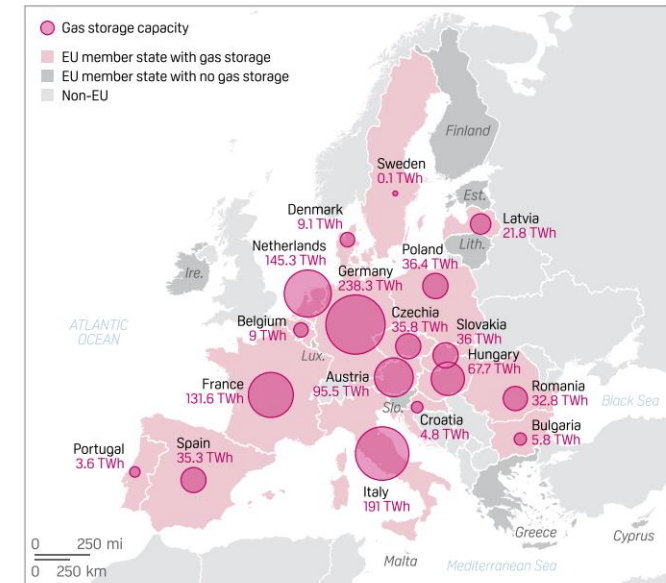 Gas storage capacity
EU member state with gas storage
EU member state with no gas storage
Non-EU
Finland
Sweden
0.1 TWh
Est.
Denmark
9.1 TWh
Latvia
21.8 TWh
Lith.
Netherlands
145.3 TWh
Germany
238.3 TWh
Poland
36.4 TWh
Ire.
Czechia
35.8 TWh
Slovakia
36 TWh
Belgium
9 TWh
ATLANTIC
OCEAN
Lux.
Hungary
67.7 TWh
France
131.6 TWh
Austria
95.5 TWh
Slo.
Romania
32.8 TWh
Black Sea
Croatia
4.8 TWh
Bulgaria
5.8 TWh
Portugal
3.6 TWh
Spain
35.3 TWh
Italy
191 TWh
Greece
Cyprus
0 250 mi
0 250 km
Malta
Mediterranean Sea